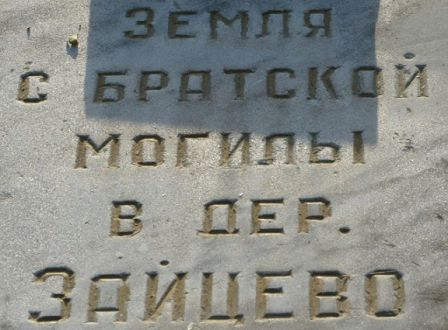 ЗЕМЛЯ
С БРАТСКОЙ
МОГИЛЫ
В ДЕР.
ЗАЙЦЕВО